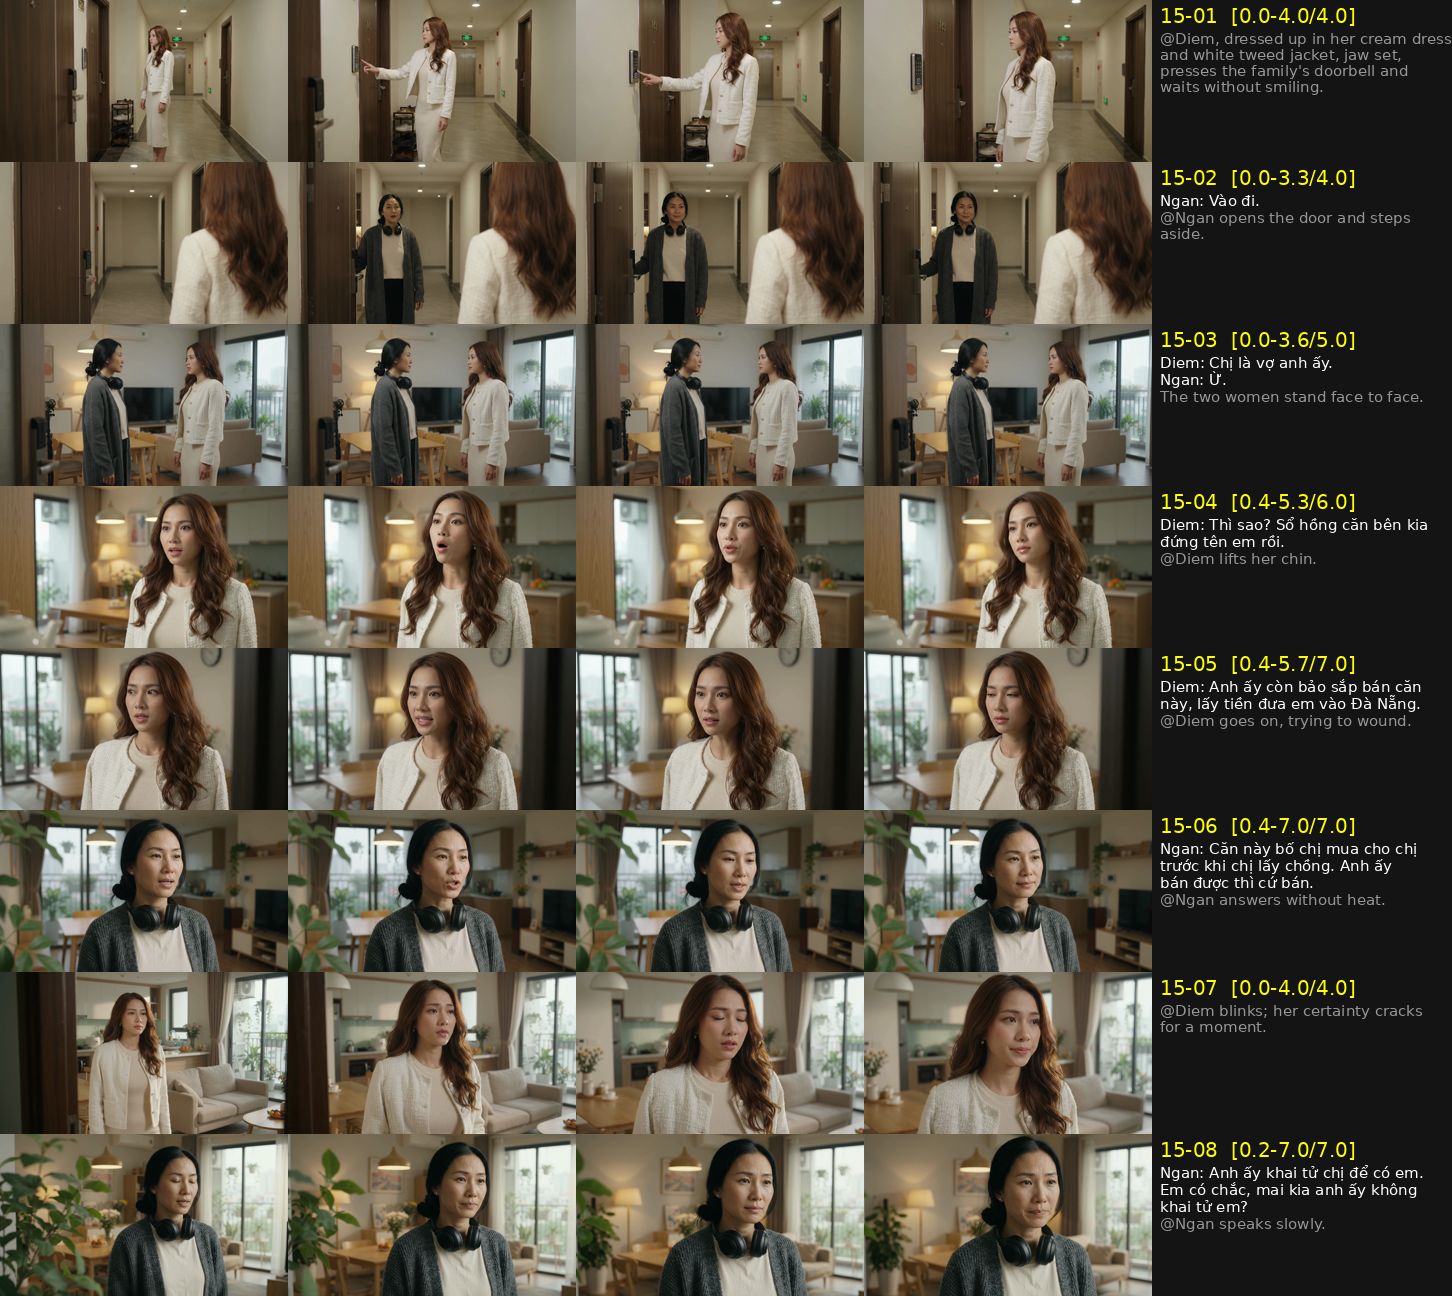 15-01 [0.0-4.0/4.0]
@Diem, dressed up in her cream dress
and white tweed jacket, jaw set,
presses the family's doorbell and
waits without smiling.
15-02 [0.0-3.3/4.0]
Ngan: Vào đi.
@Ngan opens the door and steps
aside.
15-03 [0.0-3.6/5.0]
Diem: Chị là vợ anh ấy.
Ngan: Ừ.
The two women stand face to face.
15-04 [0.4-5.3/6.0]
Diem: Thì sao? Sổ hồng căn bên kia
đứng tên em rồi.
@Diem lifts her chin.
15-05 [0.4-5.7/7.0]
Diem: Anh ấy còn bảo sắp bán căn
này, lấy tiền đưa em vào Đà Nẵng.
@Diem goes on, trying to wound.
15-06 [0.4-7.0/7.0]
Ngan: Căn này bố chị mua cho chị
trước khi chị lấy chồng. Anh ấy
bán được thì cứ bán.
@Ngan answers without heat.
15-07 [0.0-4.0/4.0]
@Diem blinks; her certainty cracks
for a moment.
15-08 [0.2-7.0/7.0]
Ngan: Anh ấy khai tử chị để có em.
Em có chắc, mai kia anh ấy không
khai tử em?
@Ngan speaks slowly.